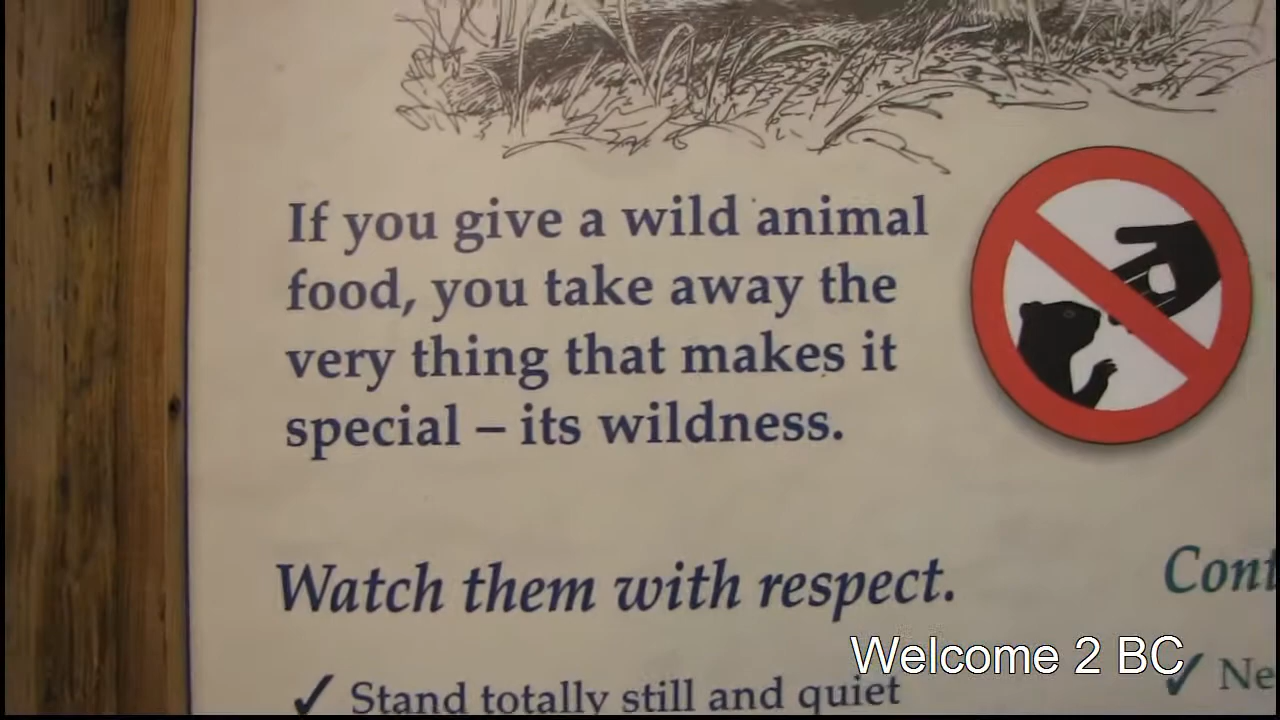 If you give a wild animal
food, you take away the
very thing that makes it
special – its wildness.
Watch them with respect.
✓ Stand totally still and quiet
Welcome 2 BC